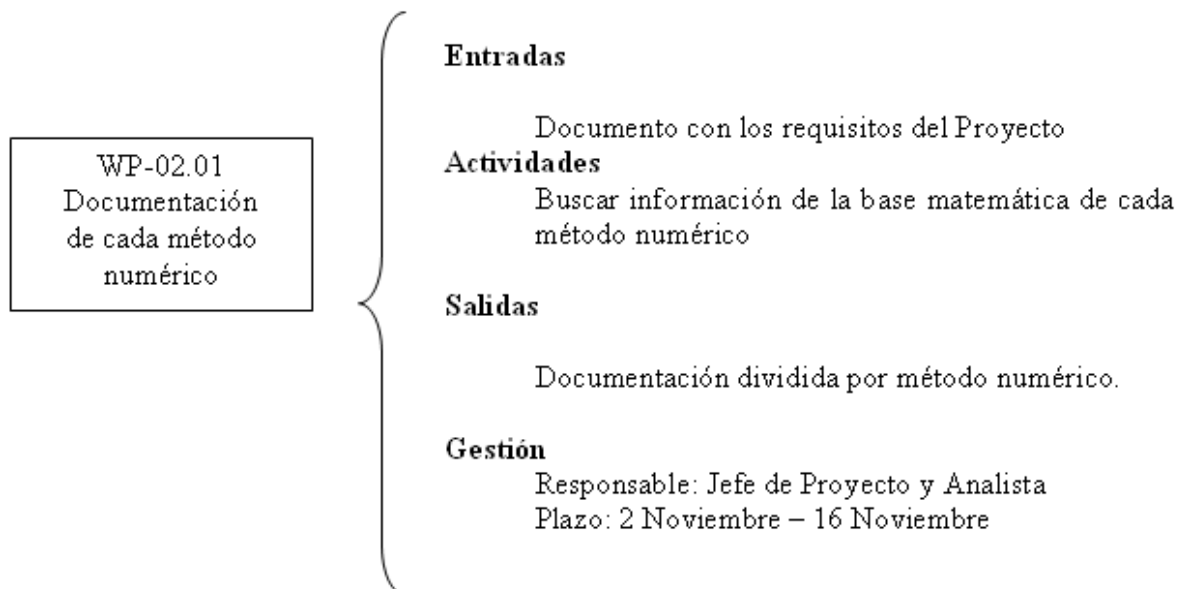 WP-02.01
Documentación
de cada método
numérico
Entradas
Documento con los requisitos del Proyecto
Actividades
Buscar información de la base matemática de cada
método numérico
Salidas
Documentación dividida por método numérico.
Gestión
Responsable: Jefe de Proyecto y Analista
Plazo: 2 Noviembre – 16 Noviembre